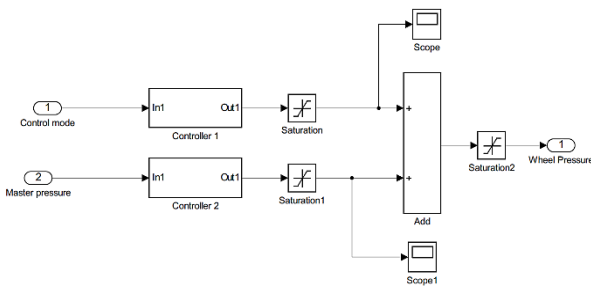 Scope
1
Control mode
In1
Out1
Controller 1
Saturation
+
2
Master pressure
In1
Out1
Controller 2
Saturation1
+
Add
Saturation2
1
Wheel Pressure
Scope1